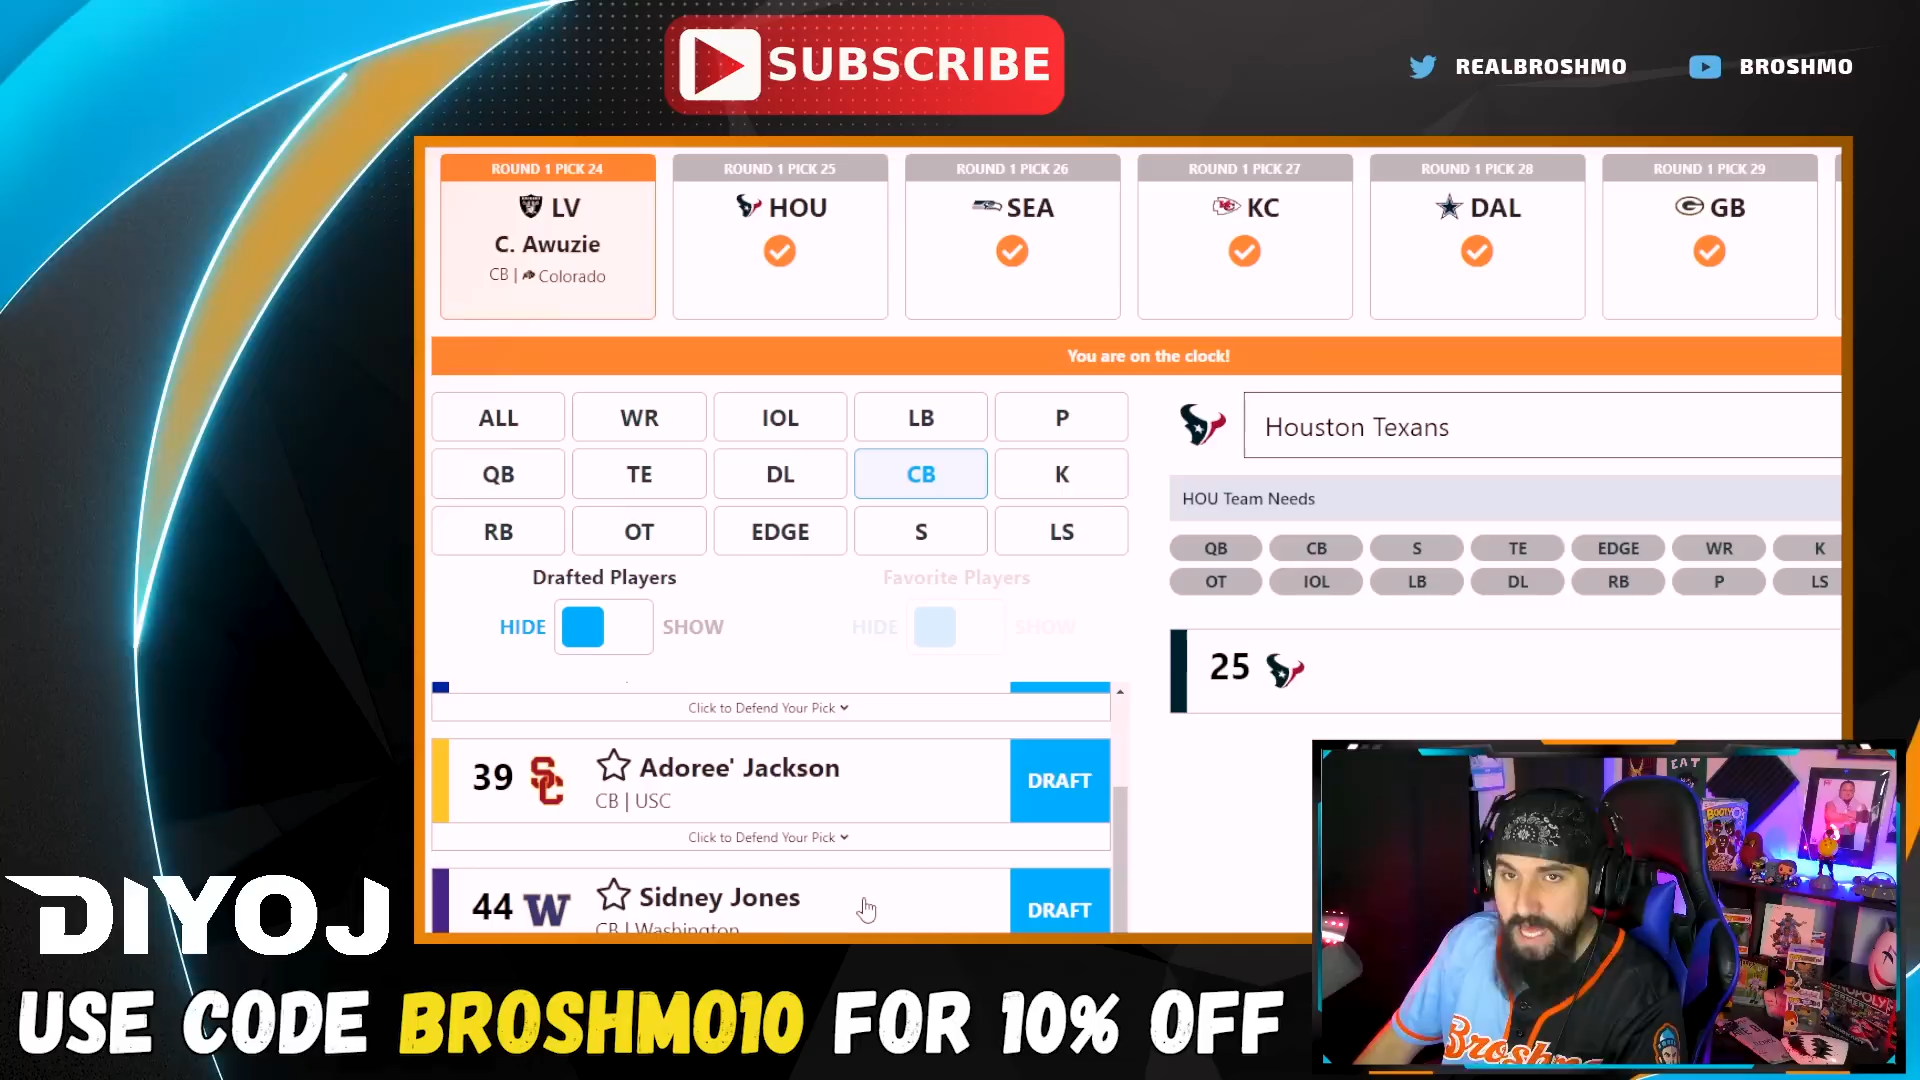 SUBSCRIBE
REALBROSHMO
BROSHMO
ROUND 1 PICK 24
LV
C. Awuzie
CB | Colorado
ROUND 1 PICK 25
HOU
ROUND 1 PICK 26
SEA
ROUND 1 PICK 27
KC
ROUND 1 PICK 28
DAL
ROUND 1 PICK 29
GB
You are on the clock!
ALL WR IOL LB P
QB TE DL CB K
RB OT EDGE S LS
Drafted Players
HIDE SHOW
Favorite Players
HIDE SHOW
Click to Defend Your Pick
39 SC Adoree' Jackson
CB | USC
DRAFT
Click to Defend Your Pick
44 W Sidney Jones
CB | Washington
DRAFT
Houston Texans
HOU Team Needs
QB CB S TE EDGE WR K
OT IOL LB DL RB P LS
25
EAT
Broshm
DIYOJ
USE CODE BROSHMO10 FOR 10% OFF